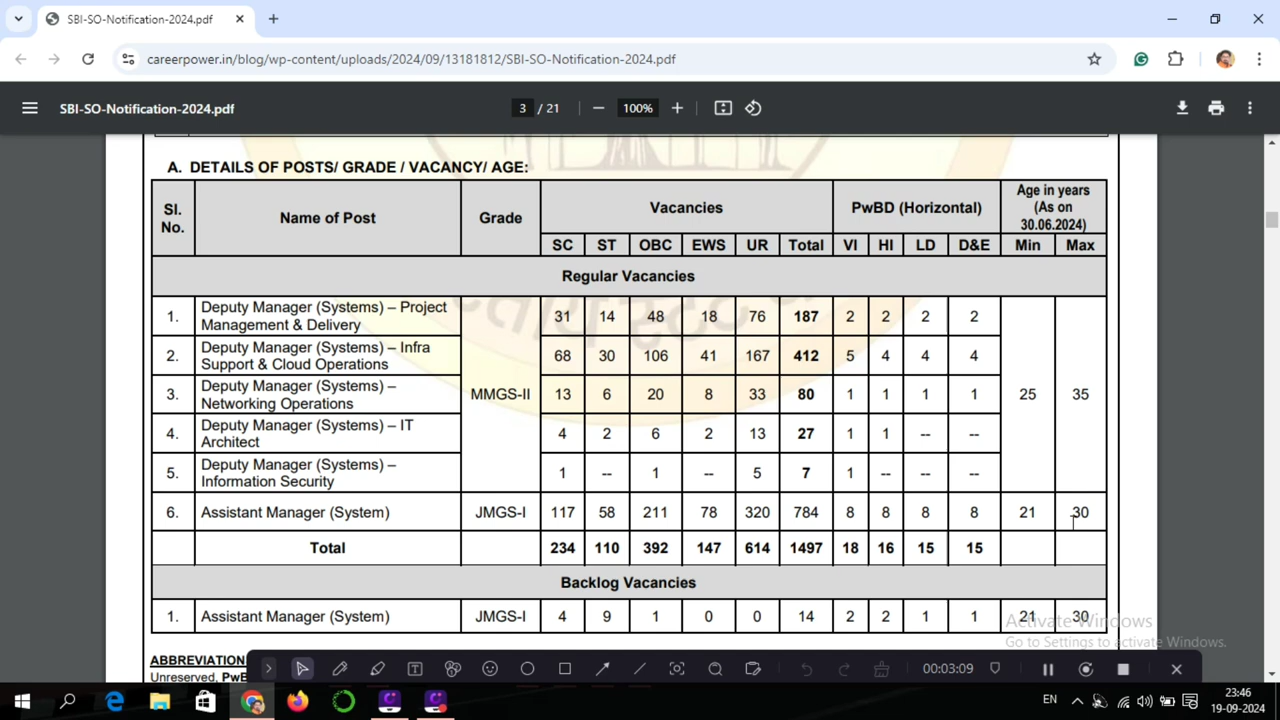 SBI-SO-Notification-2024.pdf
careerpower.in/blog/wp-content/uploads/2024/09/13181812/SBI-SO-Notification-2024.pdf
SBI-SO-Notification-2024.pdf
3 / 21
100%
A. DETAILS OF POSTS/ GRADE / VACANCY/ AGE:
Sl. No. Name of Post Grade Vacancies PwBD (Horizontal) Age in years (As on 30.06.2024)
SC ST OBC EWS UR Total VI HI LD D&E Min Max
Regular Vacancies
1. Deputy Manager (Systems) – Project 31 14 48 18 76 187 2 2 2 2
Management & Delivery
2. Deputy Manager (Systems) – Infra 68 30 106 41 167 412 5 4 4 4
Support & Cloud Operations
3. Deputy Manager (Systems) – MMGS-II 13 6 20 8 33 80 1 1 1 1 25 35
Networking Operations
4. Deputy Manager (Systems) – IT 4 2 6 2 13 27 1 1 -- --
Architect
5. Deputy Manager (Systems) – 1 -- 1 -- 5 7 1 -- -- --
Information Security
6. Assistant Manager (System) JMGS-I 117 58 211 78 320 784 8 8 8 8 21 30
Total 234 110 392 147 614 1497 18 16 15 15
Backlog Vacancies
1. Assistant Manager (System) JMGS-I 4 9 1 0 0 14 2 2 1 1 21 30
Activate Windows
Go to Settings to activate Windows.
ABBREVIATION
Unreserved, PwB
00:03:09
EN
23:46
19-09-2024